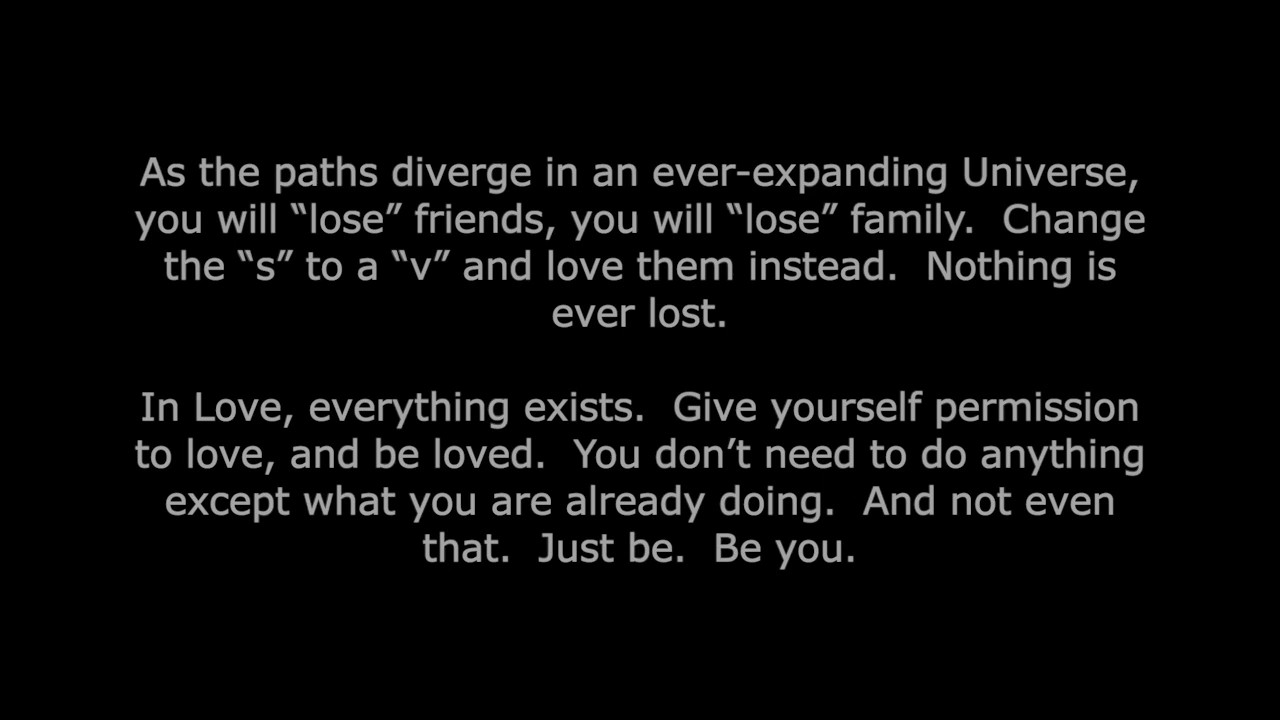 As the paths diverge in an ever-expanding Universe,
you will “lose” friends, you will “lose” family.  Change
the “s” to a “v” and love them instead.  Nothing is
ever lost.
In Love, everything exists.  Give yourself permission
to love, and be loved.  You don’t need to do anything
except what you are already doing.  And not even
that.  Just be.  Be you.